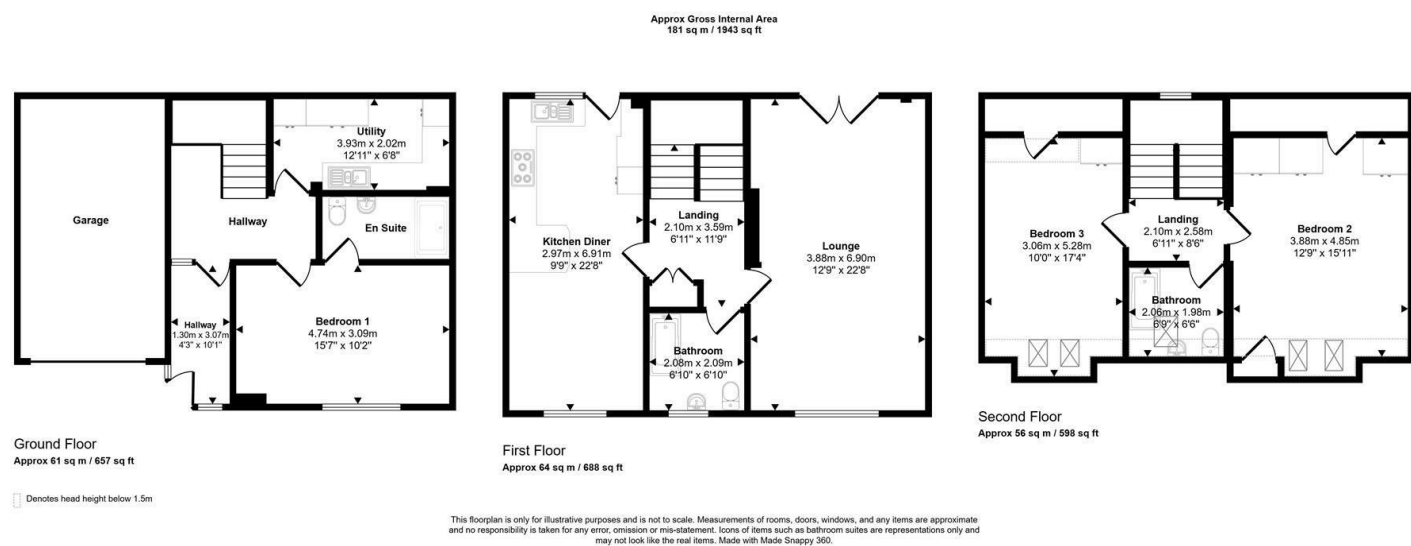 Approx Gross Internal Area
181 sq m / 1943 sq ft
Garage
Hallway
Utility
3.93m x 2.02m
12'11" x 6'8"
En Suite
Hallway
1.30m x 3.07m
4'3" x 10'1"
Bedroom 1
4.74m x 3.09m
15'7" x 10'2"
Ground Floor
Approx 61 sq m / 657 sq ft
Denotes head height below 1.5m
Kitchen Diner
2.97m x 6.91m
9'9" x 22'8"
Landing
2.10m x 3.59m
6'11" x 11'9"
Bathroom
2.08m x 2.09m
6'10" x 6'10"
Lounge
3.88m x 6.90m
12'9" x 22'8"
First Floor
Approx 64 sq m / 688 sq ft
Bedroom 3
3.06m x 5.28m
10'0" x 17'4"
Landing
2.10m x 2.58m
6'11" x 8'6"
Bathroom
2.06m x 1.98m
6'9" x 6'6"
Bedroom 2
3.88m x 4.85m
12'9" x 15'11"
Second Floor
Approx 56 sq m / 598 sq ft
This floorplan is only for illustrative purposes and is not to scale. Measurements of rooms, doors, windows, and any items are approximate
and no responsibility is taken for any error, omission or mis-statement. Icons of items such as bathroom suites are representations only and
may not look like the real items. Made with Made Snappy 360.